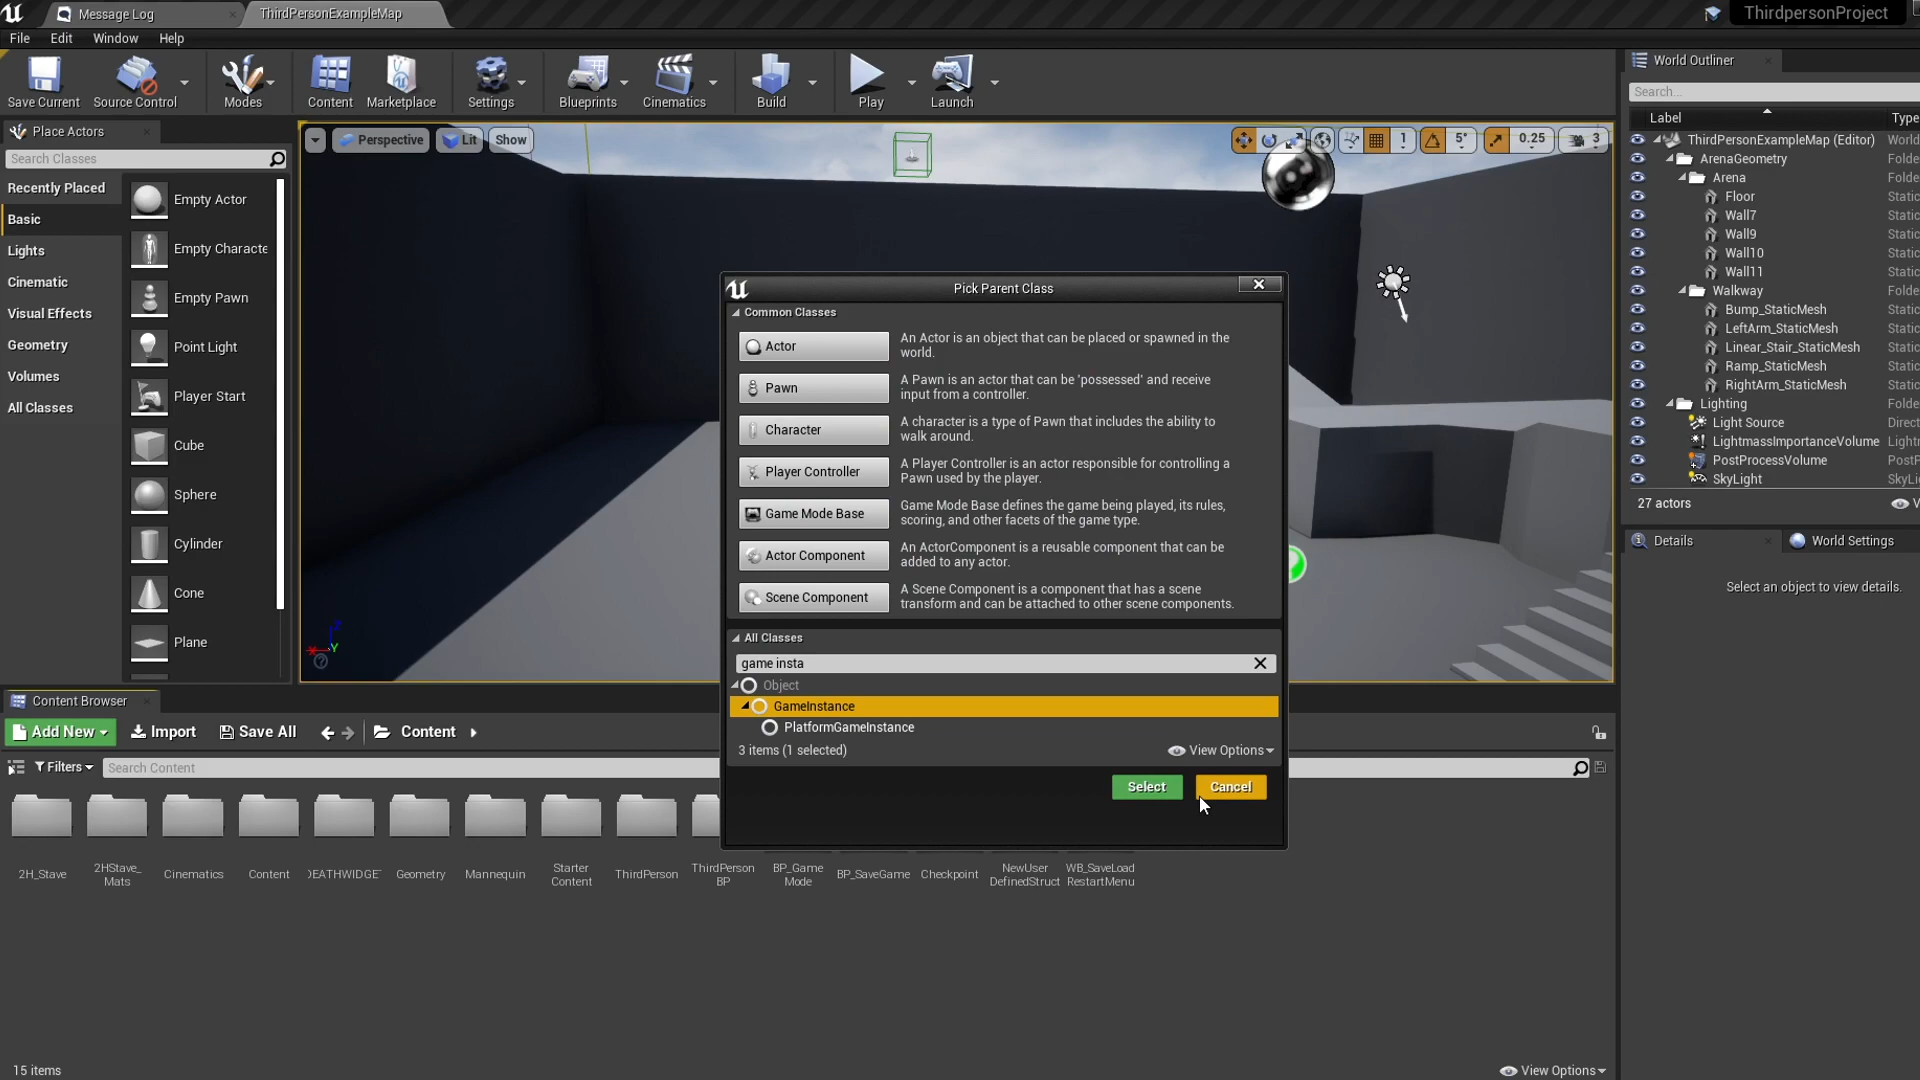 Message Log
ThirdPersonExampleMap
ThirdpersonProject
File Edit Window Help
Save Current
Source Control
Modes
Content
Marketplace
Settings
Blueprints
Cinematics
Build
Play
Launch
World Outliner
Search...
Label
Type
ThirdPersonExampleMap (Editor) World
ArenaGeometry Folde
Arena Folde
Floor Static
Wall7 Static
Wall9 Static
Wall10 Static
Wall11 Static
Walkway Folde
Bump_StaticMesh Static
LeftArm_StaticMesh Static
Linear_Stair_StaticMesh Static
Ramp_StaticMesh Static
RightArm_StaticMesh Static
Lighting Folde
Light Source Direct
LightmassImportanceVolume Lightr
PostProcessVolume PostP
SkyLight SkyLi
27 actors
Details
World Settings
Select an object to view details.
Place Actors
Search Classes
Recently Placed
Basic
Lights
Cinematic
Visual Effects
Geometry
Volumes
All Classes
Empty Actor
Empty Characte
Empty Pawn
Point Light
Player Start
Cube
Sphere
Cylinder
Cone
Plane
Perspective
Lit
Show
1
5°
0.25
3
X
Z
Y
Pick Parent Class
Common Classes
Actor
An Actor is an object that can be placed or spawned in the
world.
Pawn
A Pawn is an actor that can be 'possessed' and receive
input from a controller.
Character
A character is a type of Pawn that includes the ability to
walk around.
Player Controller
A Player Controller is an actor responsible for controlling a
Pawn used by the player.
Game Mode Base
Game Mode Base defines the game being played, its rules,
scoring, and other facets of the game type.
Actor Component
An ActorComponent is a reusable component that can be
added to any actor.
Scene Component
A Scene Component is a component that has a scene
transform and can be attached to other scene components.
All Classes
game insta
Object
GameInstance
PlatformGameInstance
3 items (1 selected)
View Options
Select
Cancel
Content Browser
Add New
Import
Save All
Content
Filters
Search Content
2H_Stave
2HStave_
Mats
Cinematics
Content
DEATHWIDGET
Geometry
Mannequin
Starter
Content
ThirdPerson
ThirdPerson
BP
BP_Game
Mode
BP_SaveGame
Checkpoint
NewUser
DefinedStruct
WB_SaveLoad
RestartMenu
15 items
View Options